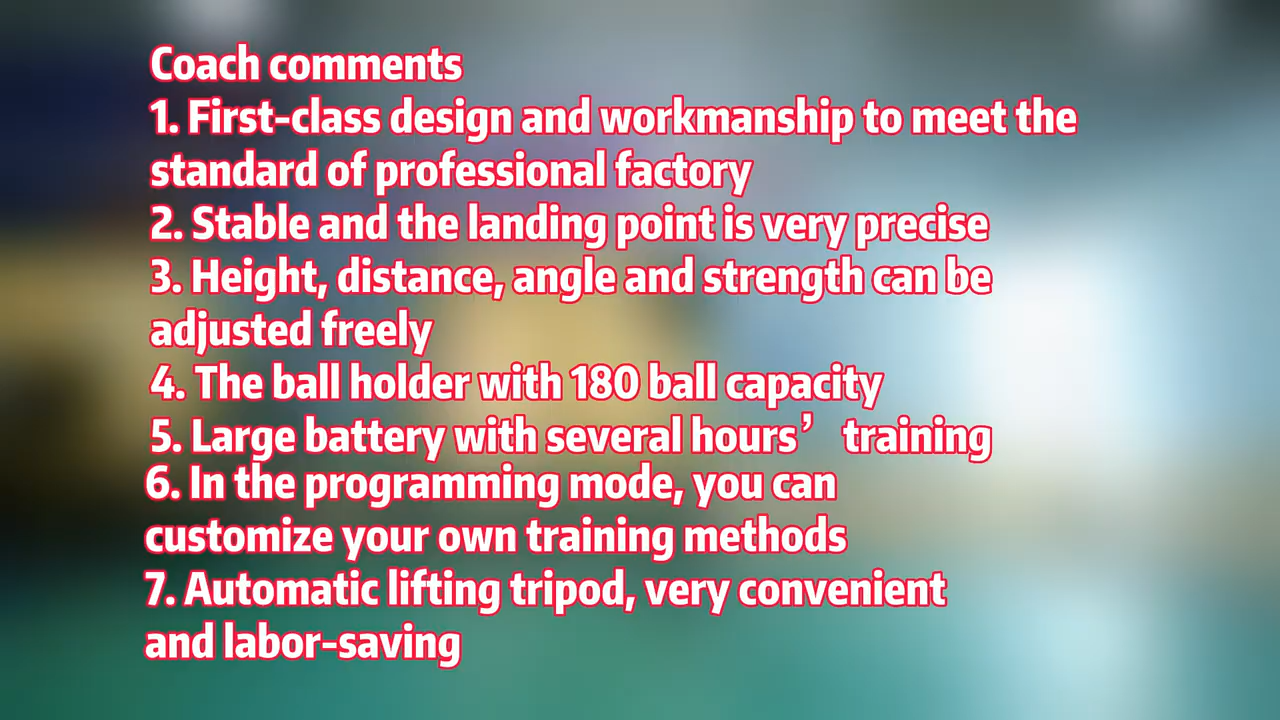 Coach comments
1. First-class design and workmanship to meet the
standard of professional factory
2. Stable and the landing point is very precise
3. Height, distance, angle and strength can be
adjusted freely
4. The ball holder with 180 ball capacity
5. Large battery with several hours’ training
6. In the programming mode, you can
customize your own training methods
7. Automatic lifting tripod, very convenient
and labor-saving